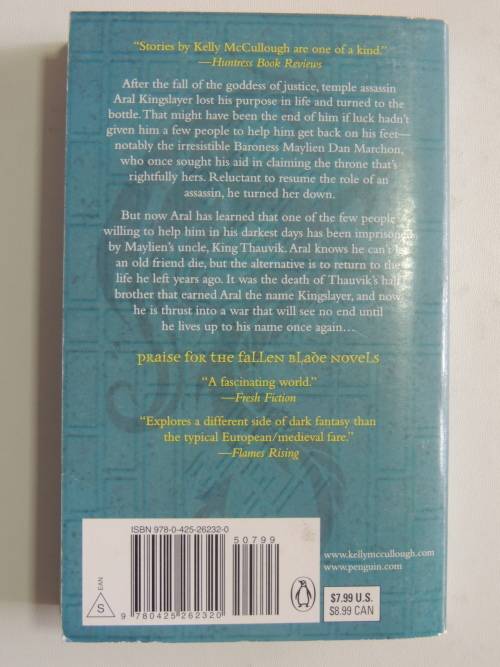 “Stories by Kelly McCullough are one of a kind.”
—Huntress Book Reviews
After the fall of the goddess of justice, temple assassin
Aral Kingslayer lost his purpose in life and turned to the
bottle. That might have been the end of him if luck hadn’t
given him a few people to help him get back on his feet—
notably the irresistible Baroness Maylien Dan Marchon,
who once sought his aid in claiming the throne that’s
rightfully hers. Reluctant to resume the role of an
assassin, he turned her down.
But now Aral has learned that one of the few people
willing to help him in his darkest days has been imprisoned
by Maylien’s uncle, King Thauvik. Aral knows he can’t let
an old friend die, but the alternative is to return to the
life he left years ago. It was the death of Thauvik’s half
brother that earned Aral the name Kingslayer, and now
he is thrust into a war that will see no end until
he lives up to his name once again…
praise for the fallen blade novels
“A fascinating world.”
—Fresh Fiction
“Explores a different side of dark fantasy than
the typical European/medieval fare.”
—Flames Rising
ISBN 978-0-425-26232-0
50799
EAN
S
9 780425 262320
www.kellymccullough.com
www.penguin.com
$7.99 U.S.
$8.99 CAN